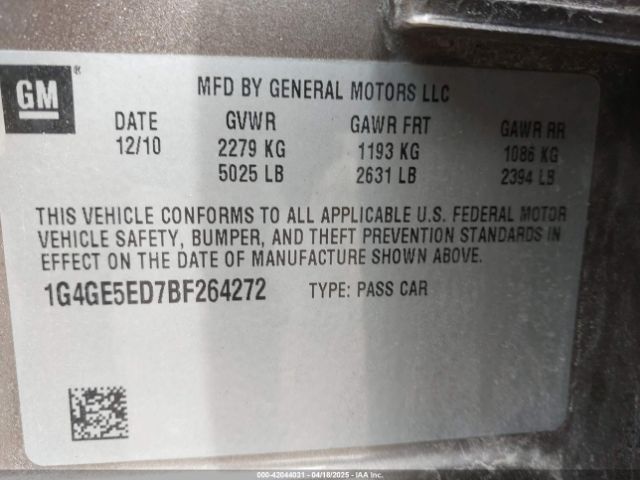 GM®
MFD BY GENERAL MOTORS LLC
DATE GVWR GAWR FRT GAWR RR
12/10 2279 KG 1193 KG 1086 KG
5025 LB 2631 LB 2394 LB
THIS VEHICLE CONFORMS TO ALL APPLICABLE U.S. FEDERAL MOTOR
VEHICLE SAFETY, BUMPER, AND THEFT PREVENTION STANDARDS IN
EFFECT ON THE DATE OF MANUFACTURE SHOWN ABOVE.
1G4GE5ED7BF264272 TYPE: PASS CAR
000-42044031 - 04/18/2025 - IAAI.com